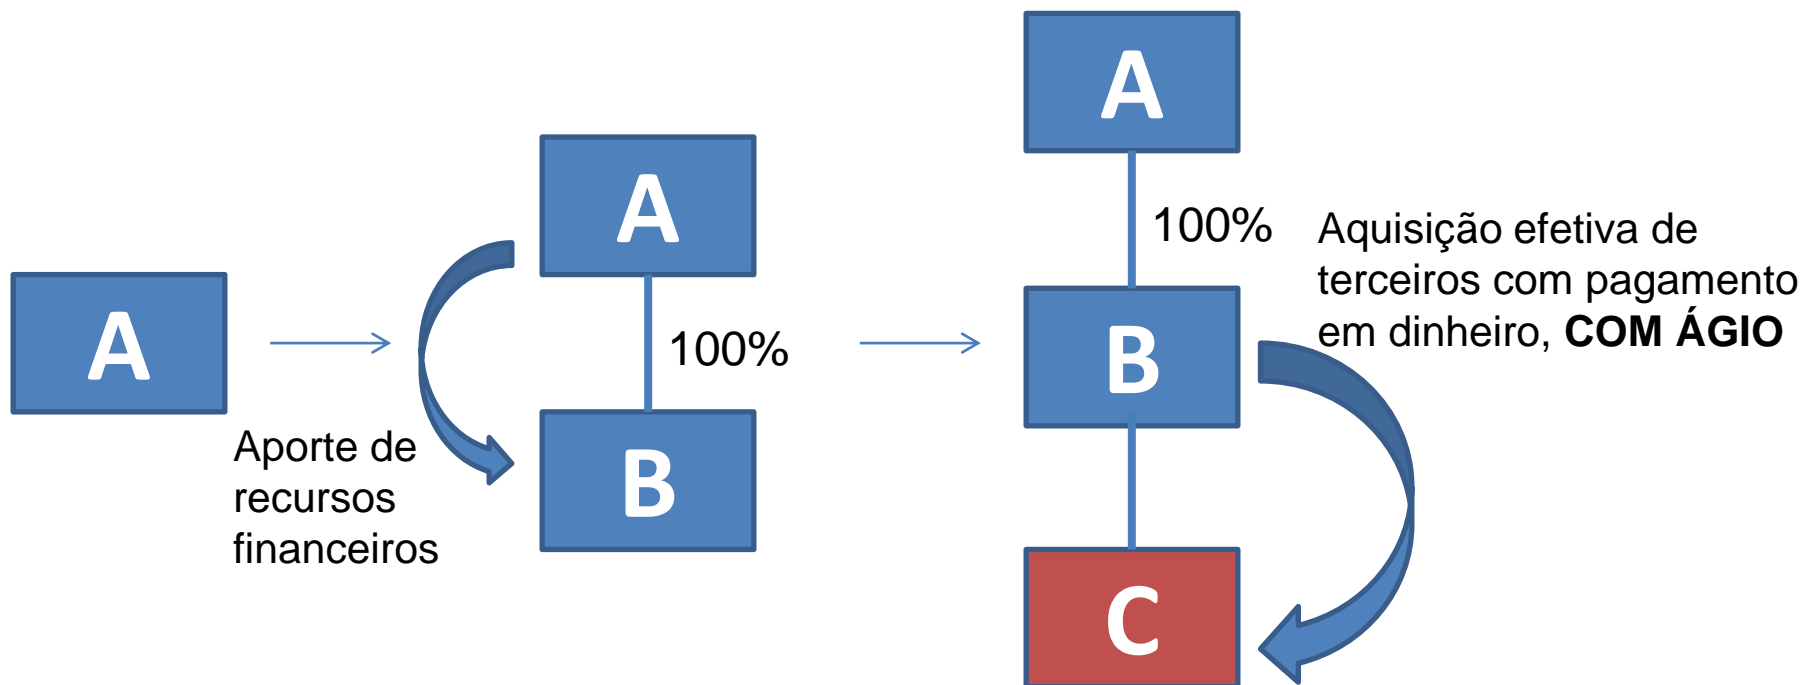 A
Aporte de
recursos
financeiros
A
100%
B
A
100%
B
C
Aquisição efetiva de
terceiros com pagamento
em dinheiro, COM ÁGIO